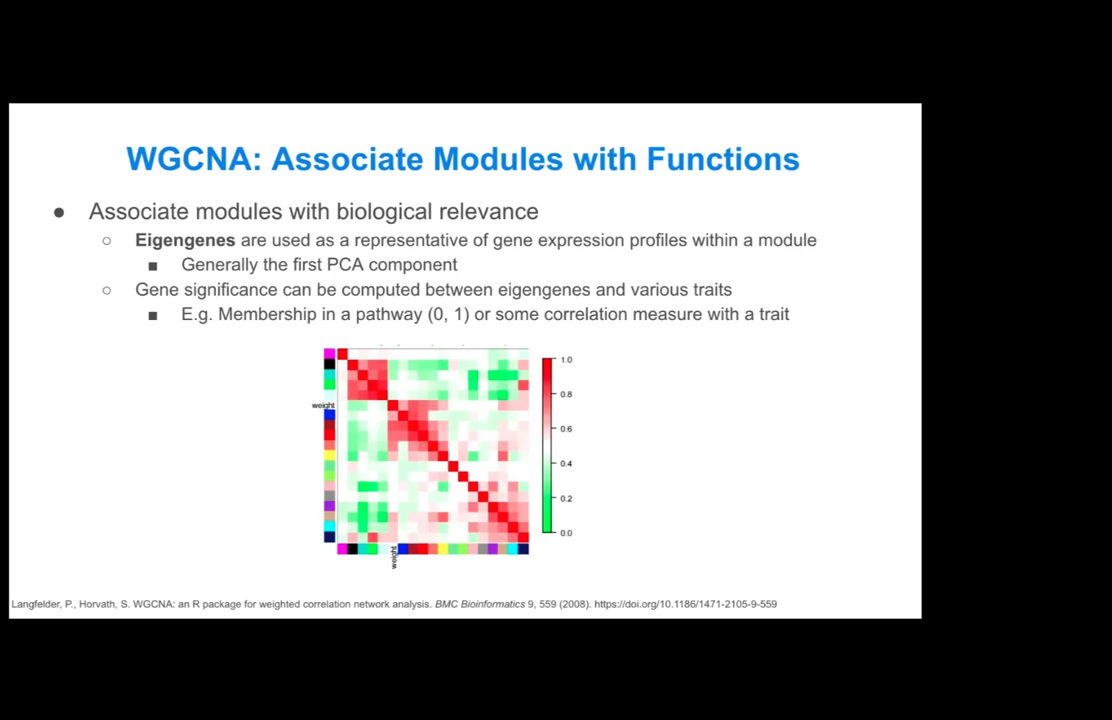 WGCNA: Associate Modules with Functions
● Associate modules with biological relevance
○ Eigengenes are used as a representative of gene expression profiles within a module
■ Generally the first PCA component
○ Gene significance can be computed between eigengenes and various traits
■ E.g. Membership in a pathway (0, 1) or some correlation measure with a trait
1.0
0.8
weight
0.6
0.4
0.2
0.0
weight
Langfelder, P., Horvath, S. WGCNA: an R package for weighted correlation network analysis. BMC Bioinformatics 9, 559 (2008). https://doi.org/10.1186/1471-2105-9-559